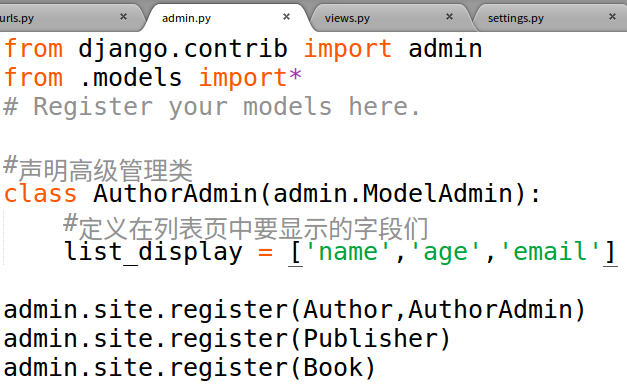 urls.py × admin.py × views.py × settings.py ×
from django.contrib import admin
from .models import*
# Register your models here.
#声明高级管理类
class AuthorAdmin(admin.ModelAdmin):
#定义在列表页中要显示的字段们
list_display = ['name','age','email']
admin.site.register(Author,AuthorAdmin)
admin.site.register(Publisher)
admin.site.register(Book)